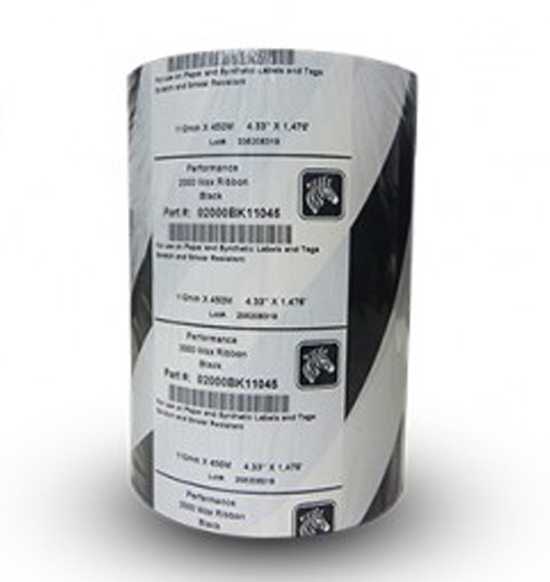 For use on Paper and Synthetic Labels and Tags
Scratch and Smear Resistant
110mm X 450M 4.33" X 1,476'
Lot#
Performance
2000 Wax Ribbon
Black
Part #: 02000BK11045
For use on Paper and Synthetic Labels and Tags
Scratch and Smear Resistant
110mm X 450M 4.33" X 1,476'
Lot#
Performance
2000 Wax Ribbon
Black
Part #: 02000BK11045
For use on Paper and Synthetic Labels and Tags
Scratch and Smear Resistant
110mm X 450M 4.33" X 1,476'
Lot#
Performance
2000 Wax Ribbon
Black